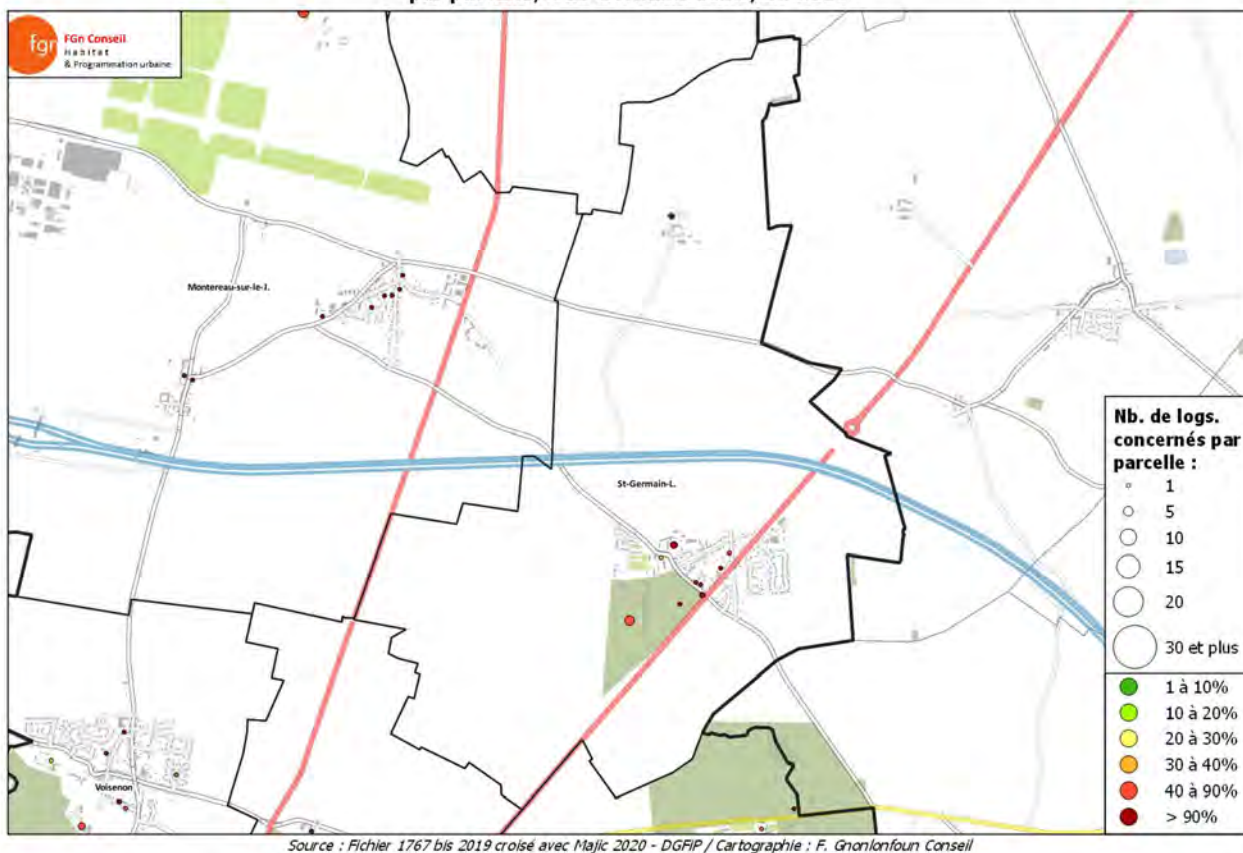 fgn
FGn Conseil
Habitat
& Programmation urbaine
Montereau-sur-le-J.
St-Germain-L.
Voisenon
Nb. de logs.
concernés par
parcelle :
1
5
10
15
20
30 et plus
1 à 10%
10 à 20%
20 à 30%
30 à 40%
40 à 90%
> 90%
Source : Fichier 1767 bis 2019 croisé avec Majic 2020 - DGFiP / Cartographie : F. Gnonlonfoun Conseil